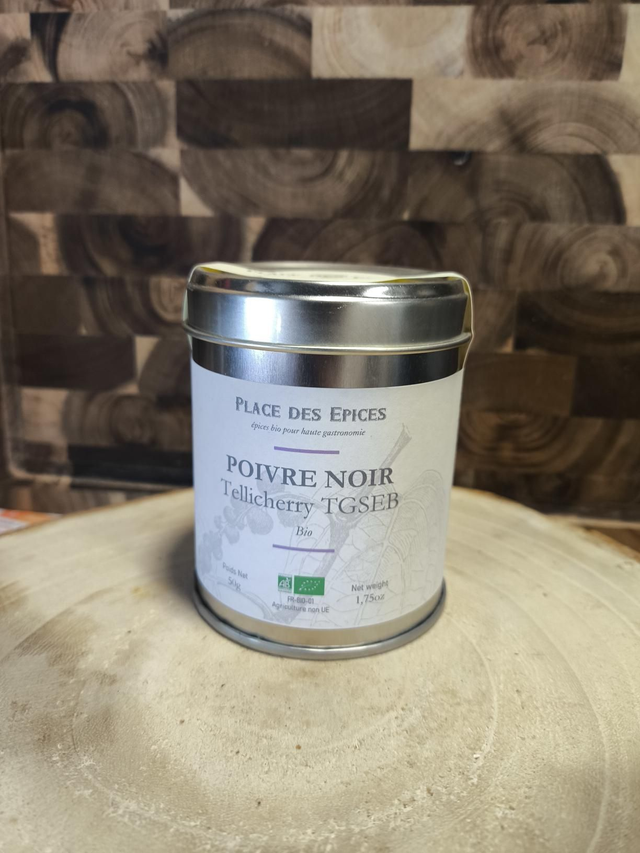 PLACE DES EPICES
épices bio pour haute gastronomie
POIVRE NOIR
Tellicherry TGSEB
Bio
Poids Net
Net weight
1,75oz
Agriculture non UE